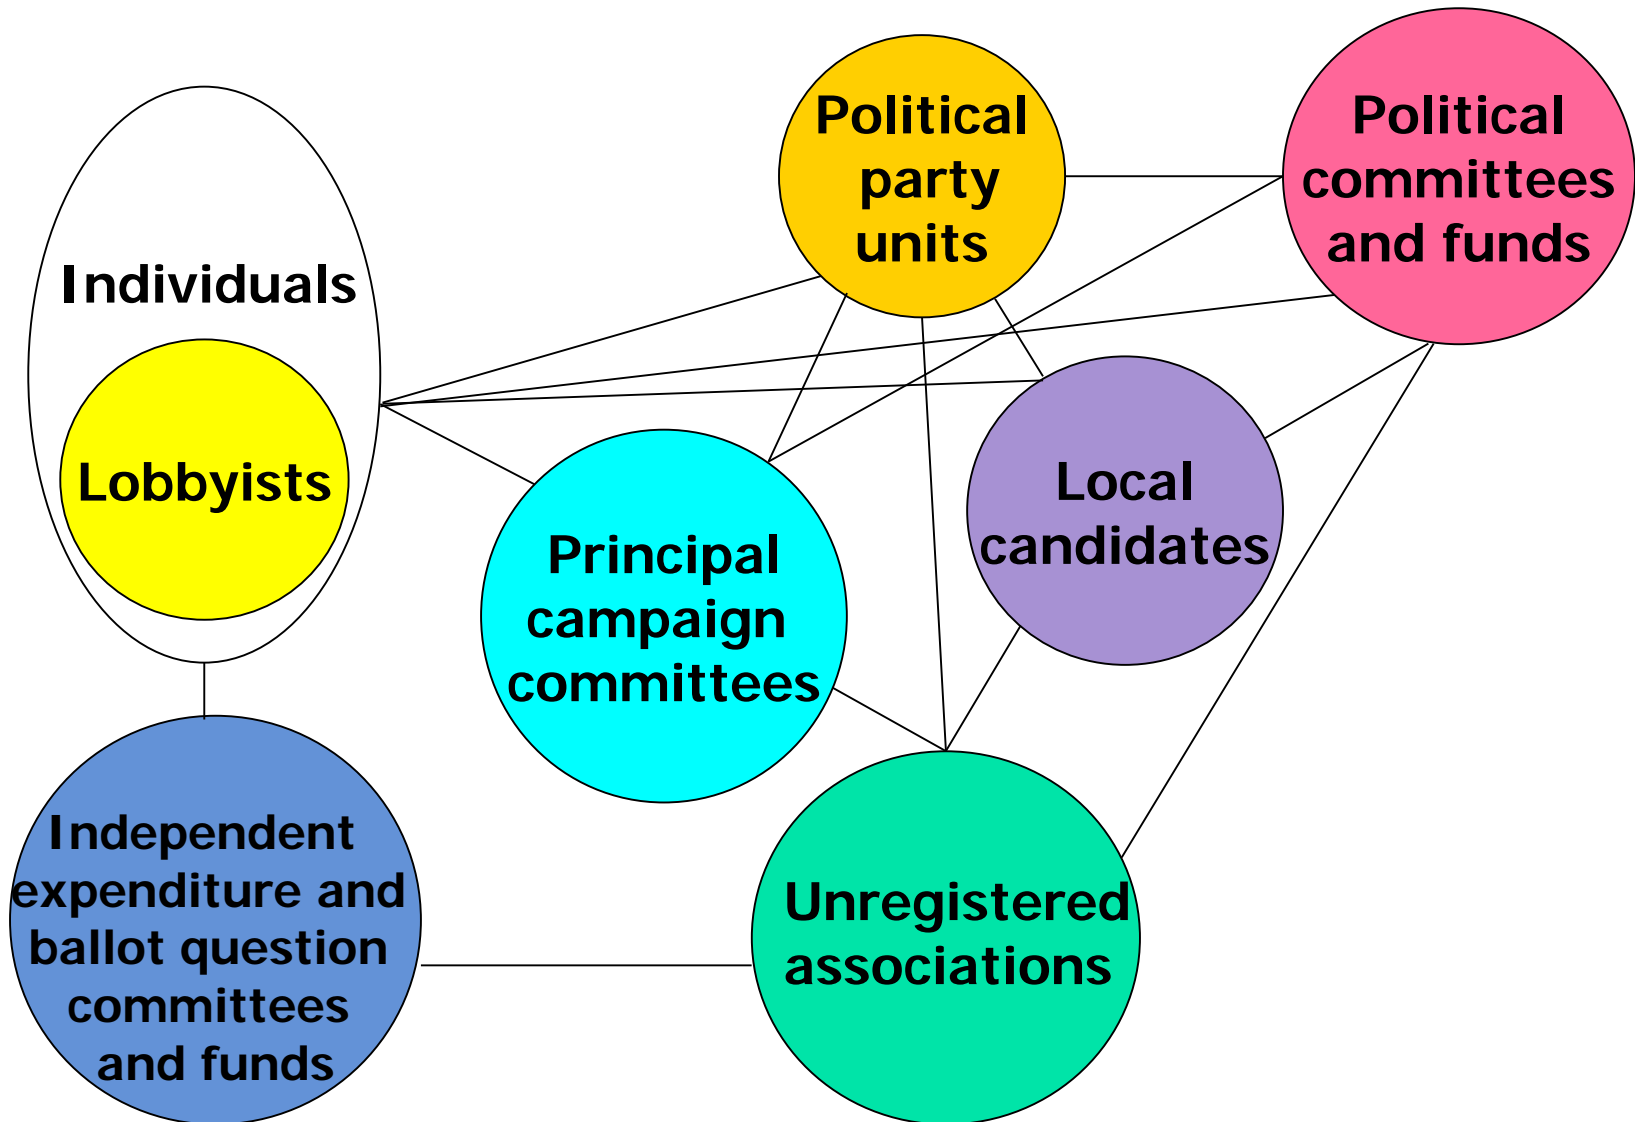 Political
party
units
Political
committees
and funds
Individuals
Lobbyists
Principal
campaign
committees
Local
candidates
Independent
expenditure and
ballot question
committees
and funds
Unregistered
associations